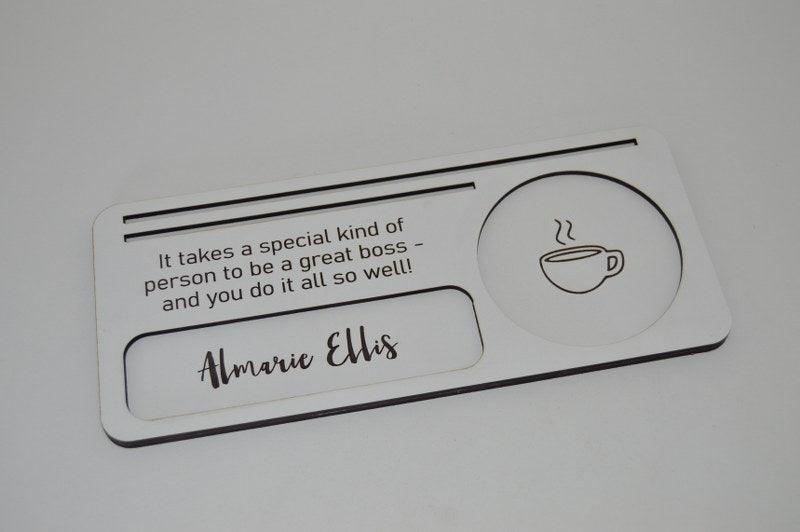 It takes a special kind of
person to be a great boss -
and you do it all so well!
Almarie Ellis